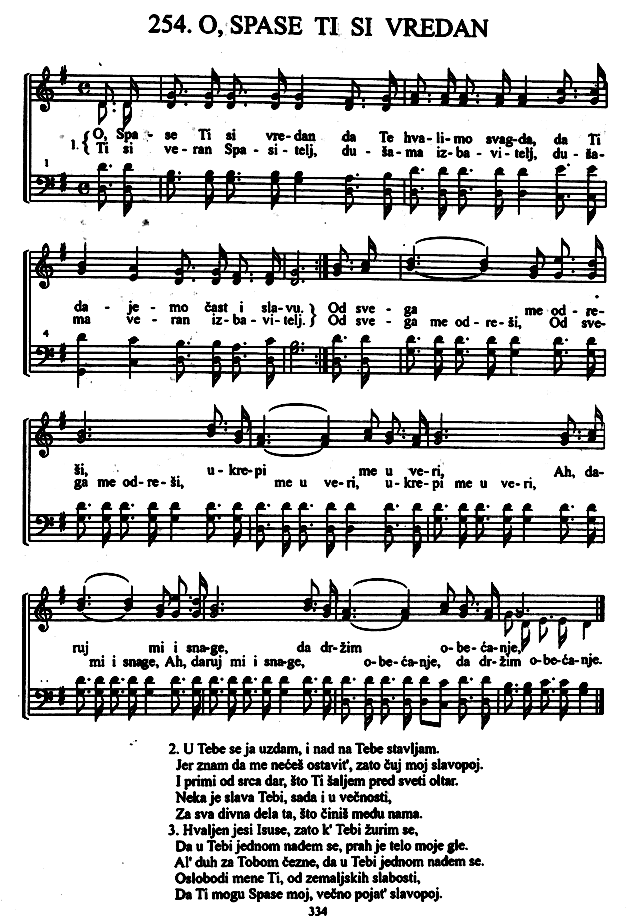 254. O, SPASE TI SI VREDAN
1. { O, Spa - se Ti si vre-dan da Te hva-li-mo svag-da, da Ti
Ti si ve-ran Spa-si-telj, du-ša-ma iz-ba-vi-telj, du-ša-
1
da-je-mo čast i sla-vu. } Od sve-ga me od-re-
ma ve-ran iz-ba-vi-telj. } Od sve-ga me od-re-ši, Od sve-
4
ši, u-kre-pi me u ve-ri, Ah, da-
ga me od-re-ši, me u ve-ri, u-kre-pi me u ve-ri,
ruj mi i sna-ge, da dr-žim o-be-ća-nje,
mi i snage, Ah, daruj mi i sna-ge, o-be-ća-nje, da držim o-be-ća-nje.
2. U Tebe se ja uzdam, i nad na Tebe stavljam.
Jer znam da me nećeš ostavit', zato čuj moj slavopoj.
I primi od srca dar, što Ti šaljem pred sveti oltar.
Neka je slava Tebi, sada i u večnosti,
Za sva divna dela ta, što činiš među nama.
3. Hvaljen jesi Isuse, zato k' Tebi žurim se,
Da u Tebi jednom nađem se, prah je telo moje gle.
Al' duh za Tobom čezne, da u Tebi jednom nađem se.
Oslobodi mene Ti, od zemaljskih slabosti,
Da Ti mogu Spase moj, večno pojat' slavopoj.
334